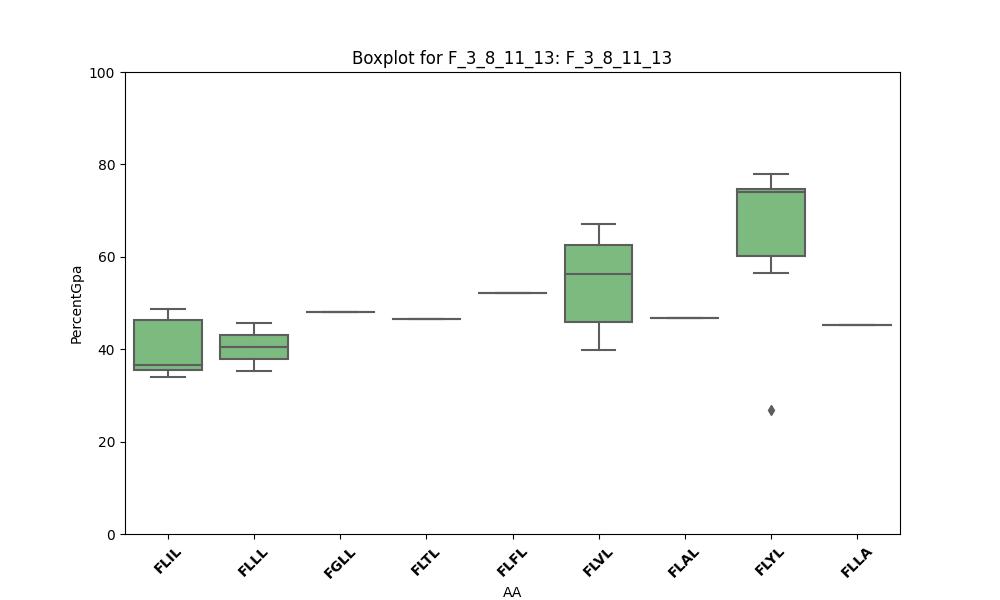 Boxplot for F_3_8_11_13: F_3_8_11_13
100
80
60
40
20
0
PercentGpa
FLIL
FLLL
FGLL
FLTL
FLFL
FLVL
FLAL
FLYL
FLLA
AA